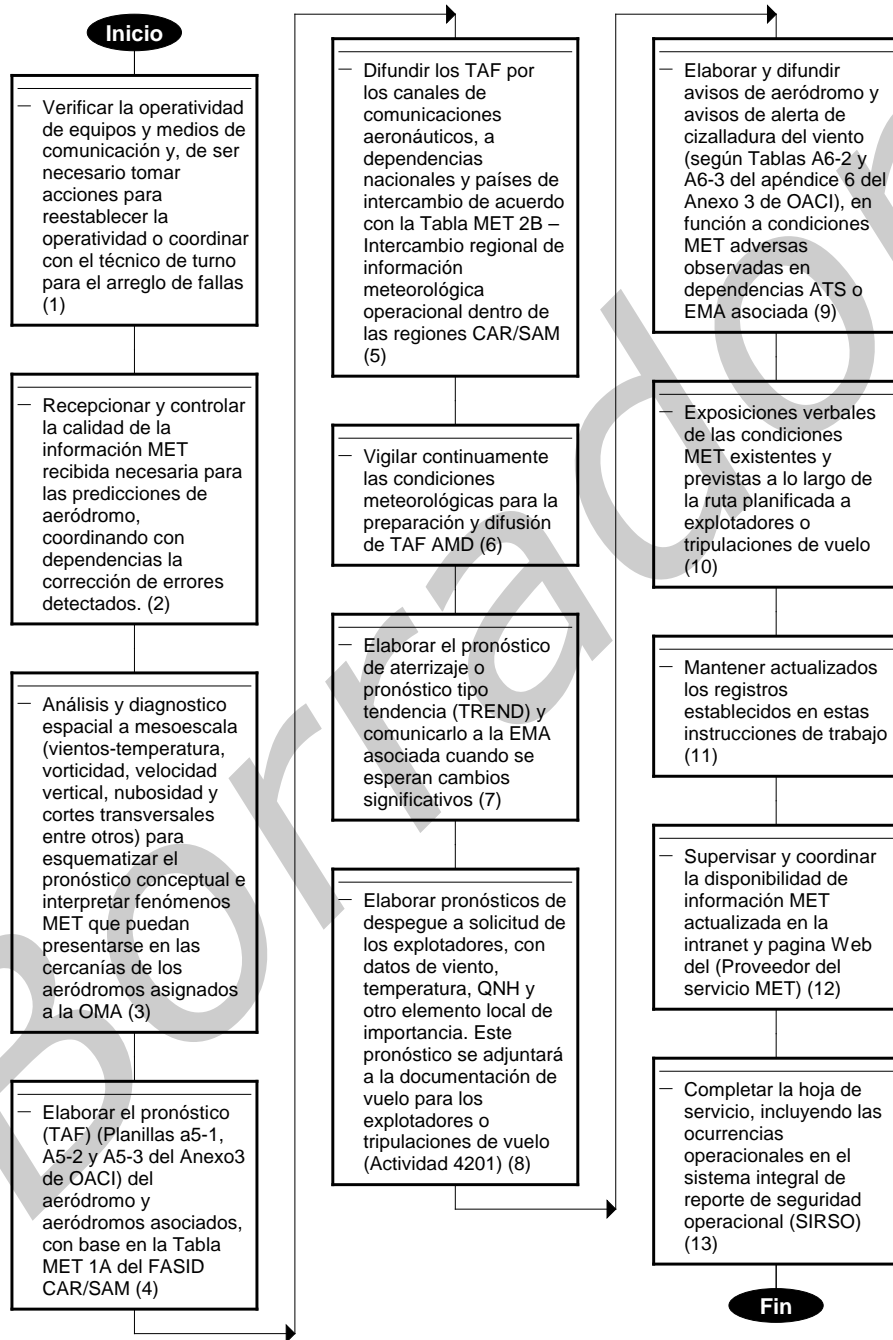 Inicio
— Verificar la operatividad
de equipos y medios de
comunicación y, de ser
necesario tomar
acciones para
reestablecer la
operatividad o coordinar
con el técnico de turno
para el arreglo de fallas
(1)
— Recepcionar y controlar
la calidad de la
información MET
recibida necesaria para
las predicciones de
aeródromo,
coordinando con
dependencias la
corrección de errores
detectados. (2)
— Análisis y diagnostico
espacial a mesoescala
(vientos-temperatura,
vorticidad, velocidad
vertical, nubosidad y
cortes transversales
entre otros) para
esquematizar el
pronóstico conceptual e
interpretar fenómenos
MET que puedan
presentarse en las
cercanías de los
aeródromos asignados
a la OMA (3)
— Elaborar el pronóstico
(TAF) (Planillas a5-1,
A5-2 y A5-3 del Anexo3
de OACI) del
aeródromo y
aeródromos asociados,
con base en la Tabla
MET 1A del FASID
CAR/SAM (4)
— Difundir los TAF por
los canales de
comunicaciones
aeronáuticos, a
dependencias
nacionales y países de
intercambio de acuerdo
con la Tabla MET 2B –
Intercambio regional de
información
meteorológica
operacional dentro de
las regiones CAR/SAM
(5)
— Vigilar continuamente
las condiciones
meteorológicas para la
preparación y difusión
de TAF AMD (6)
— Elaborar el pronóstico
de aterrizaje o
pronóstico tipo
tendencia (TREND) y
comunicarlo a la EMA
asociada cuando se
esperan cambios
significativos (7)
— Elaborar pronósticos de
despegue a solicitud de
los explotadores, con
datos de viento,
temperatura, QNH y
otro elemento local de
importancia. Este
pronóstico se adjuntará
a la documentación de
vuelo para los
explotadores o
tripulaciones de vuelo
(Actividad 4201) (8)
— Elaborar y difundir
avisos de aeródromo y
avisos de alerta de
cizalladura del viento
(según Tablas A6-2 y
A6-3 del apéndice 6 del
Anexo 3 de OACI), en
función a condiciones
MET adversas
observadas en
dependencias ATS o
EMA asociada (9)
— Exposiciones verbales
de las condiciones
MET existentes y
previstas a lo largo de
la ruta planificada a
explotadores o
tripulaciones de vuelo
(10)
— Mantener actualizados
los registros
establecidos en estas
instrucciones de trabajo
(11)
— Supervisar y coordinar
la disponibilidad de
información MET
actualizada en la
intranet y pagina Web
del (Proveedor del
servicio MET) (12)
— Completar la hoja de
servicio, incluyendo las
ocurrencias
operacionales en el
sistema integral de
reporte de seguridad
operacional (SIRSO)
(13)
Fin
Borrador